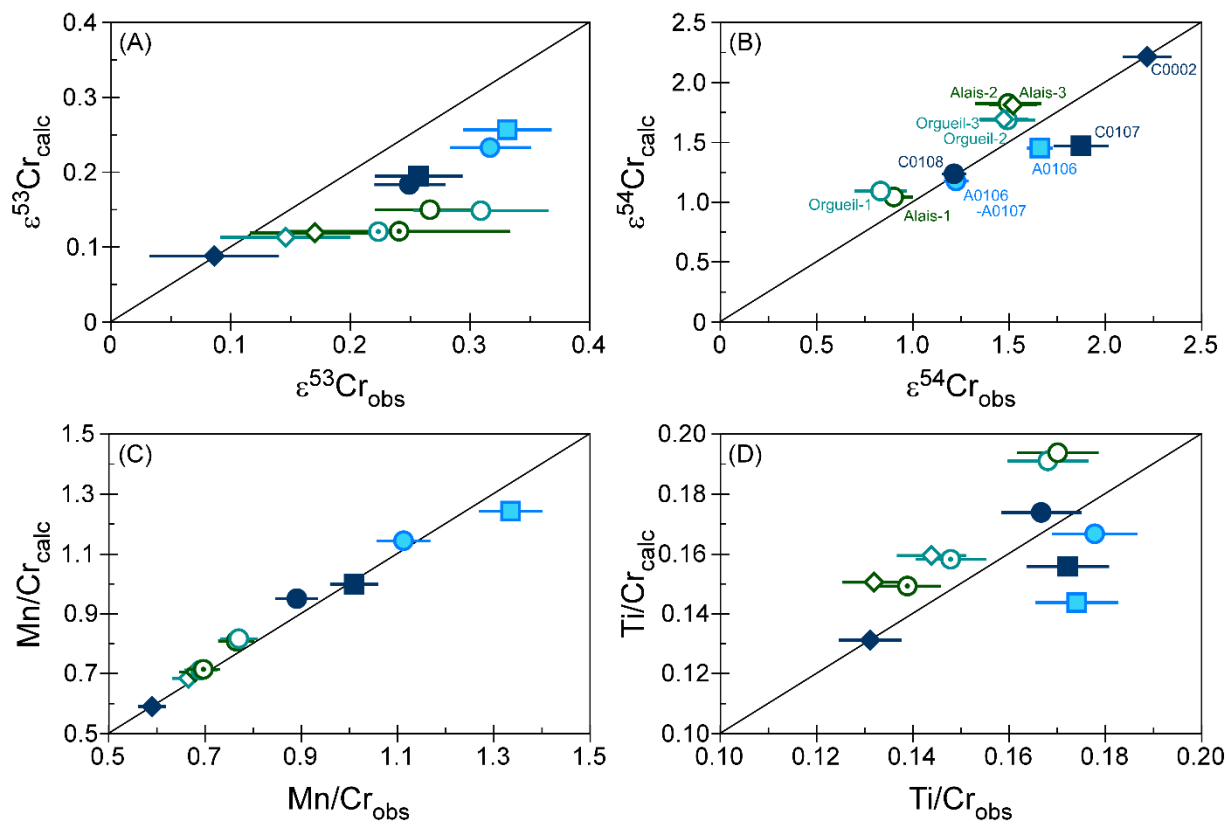 (A)
0.4
0.3
0.2
0.1
0
ε53Crcalc
0
0.1
0.2
0.3
0.4
ε53Crobs
(B)
2.5
2.0
1.5
1.0
0.5
0
ε54Crcalc
C0002
Alais-2
Alais-3
Orgueil-3
Orgueil-2
C0107
C0108
A0106
Orgueil-1
Alais-1
A0106
-A0107
0
0.5
1.0
1.5
2.0
2.5
ε54Crobs
(C)
1.5
1.3
1.1
0.9
0.7
0.5
Mn/Crcalc
0.5
0.7
0.9
1.1
1.3
1.5
Mn/Crobs
(D)
0.20
0.18
0.16
0.14
0.12
0.10
Ti/Crcalc
0.10
0.12
0.14
0.16
0.18
0.20
Ti/Crobs